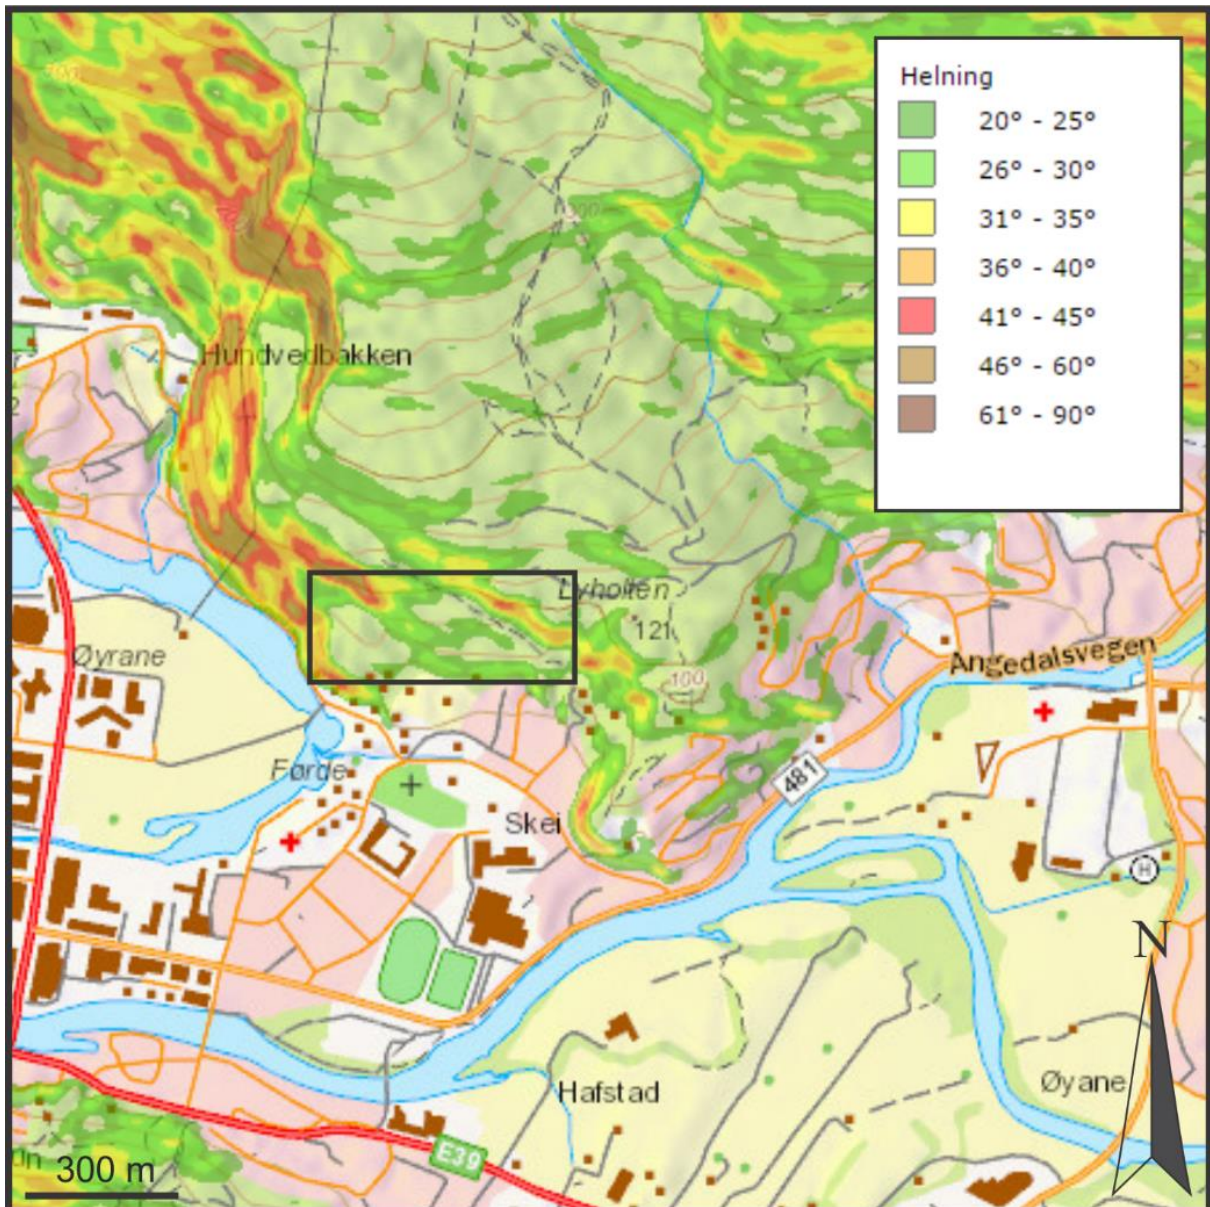 Helning
20° - 25°
26° - 30°
31° - 35°
36° - 40°
41° - 45°
46° - 60°
61° - 90°
Hundvedbakken
Lyholten
121
100
Øyrane
Angedalsvegen
Førde
481
Skei
H
N
Hafstad
Øyane
E39
300 m